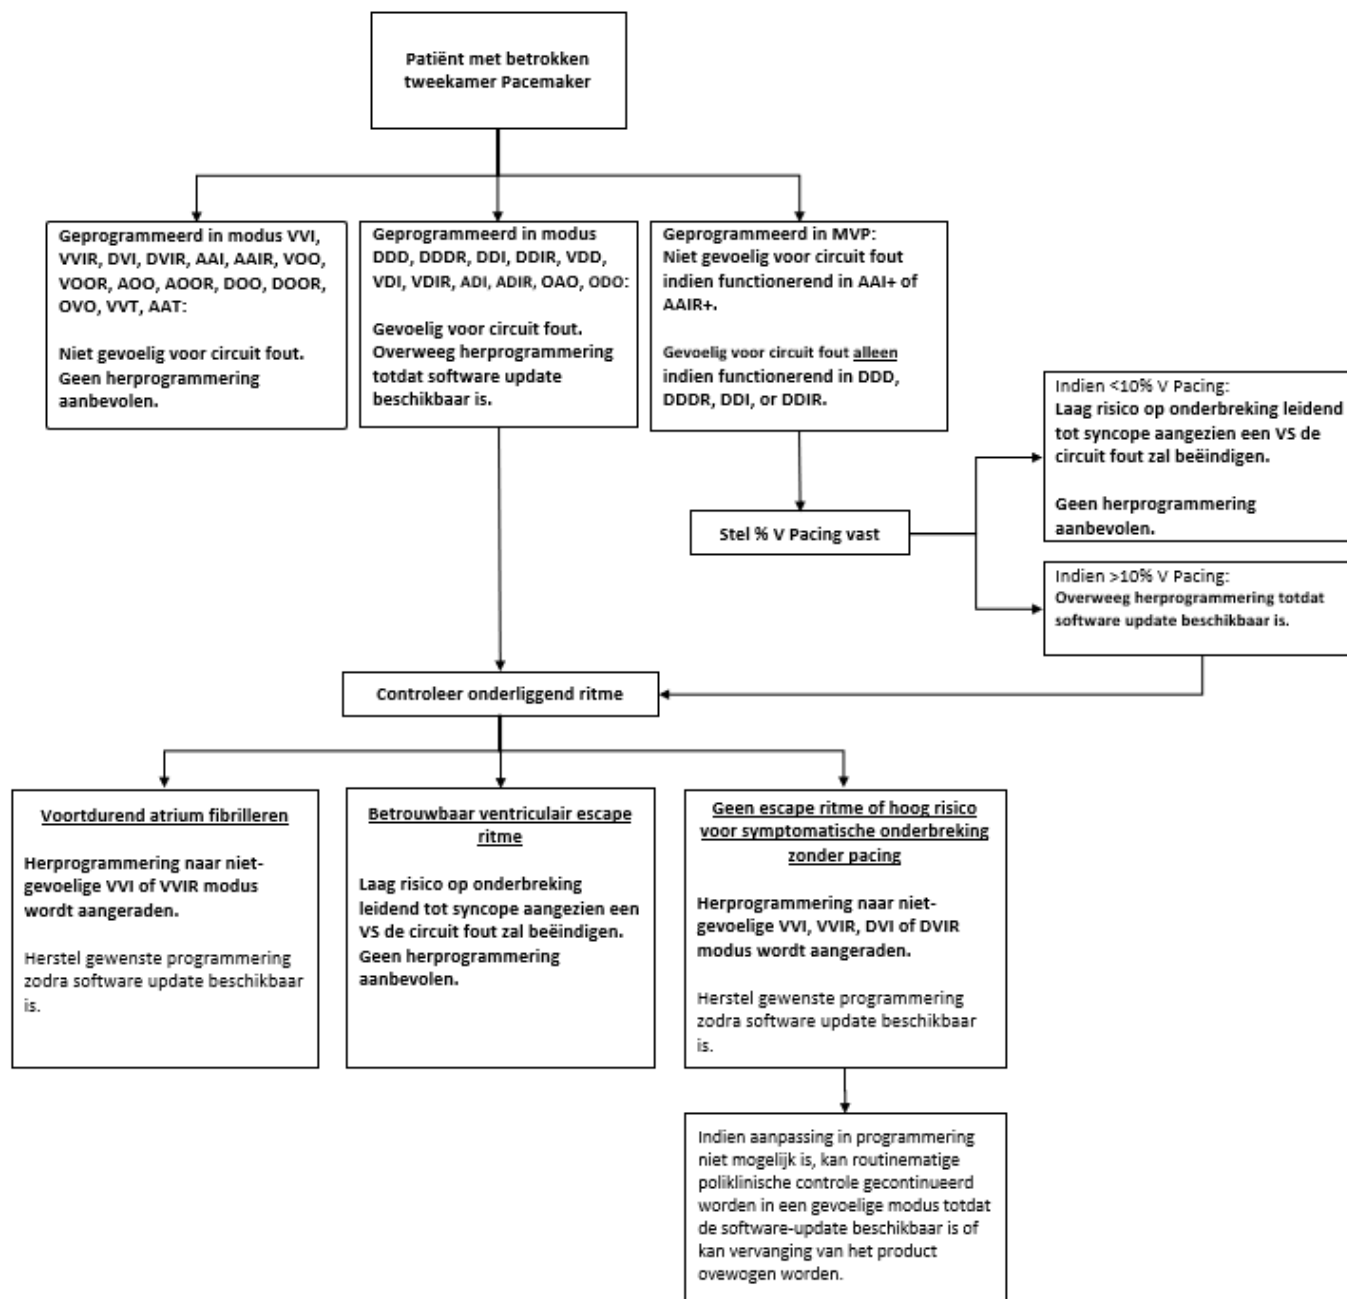 Patiënt met betrokken
tweekamer Pacemaker
Geprogrammeerd in modus VVI,
VVIR, DVI, DVIR, AAI, AAIR, VOO,
VOOR, AOO, AOOR, DOO, DOOR,
OVO, VVT, AAT:
Niet gevoelig voor circuit fout.
Geen herprogrammering
aanbevolen.
Geprogrammeerd in modus
DDD, DDDR, DDI, DDIR, VDD,
VDI, VDIR, ADI, ADIR, OAO, ODO:
Gevoelig voor circuit fout.
Overweeg herprogrammering
totdat software update
beschikbaar is.
Geprogrammeerd in MVP:
Niet gevoelig voor circuit fout
indien functionerend in AAI+ of
AAIR+.
Gevoelig voor circuit fout alleen
indien functionerend in DDD,
DDDR, DDI, or DDIR.
Indien <10% V Pacing:
Laag risico op onderbreking leidend
tot syncope aangezien een VS de
circuit fout zal beëindigen.
Geen herprogrammering
aanbevolen.
Stel % V Pacing vast
Indien >10% V Pacing:
Overweeg herprogrammering totdat
software update beschikbaar is.
Controleer onderliggend ritme
Voortdurend atrium fibrilleren
Herprogrammering naar niet-
gevoelige VVI of VVIR modus
wordt aangeraden.
Herstel gewenste programmering
zodra software update beschikbaar
is.
Betrouwbaar ventriculair escape
ritme
Laag risico op onderbreking
leidend tot syncope aangezien een
VS de circuit fout zal beëindigen.
Geen herprogrammering
aanbevolen.
Geen escape ritme of hoog risico
voor symptomatische onderbreking
zonder pacing
Herprogrammering naar niet-
gevoelige VVI, VVIR, DVI of DVIR
modus wordt aangeraden.
Herstel gewenste programmering
zodra software update beschikbaar
is.
Indien aanpassing in programmering
niet mogelijk is, kan routinematige
poliklinische controle gecontinueerd
worden in een gevoelige modus totdat
de software-update beschikbaar is of
kan vervanging van het product
ovewogen worden.